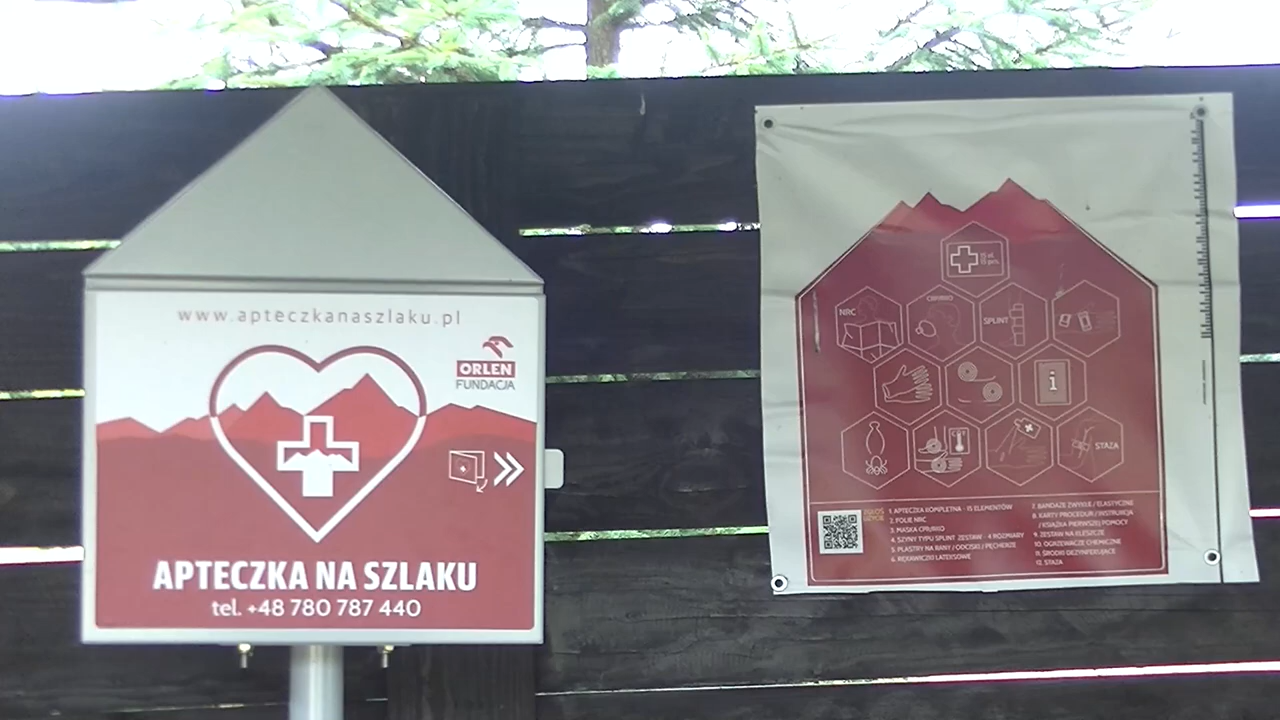 www.apteczkanaszlaku.pl
ORLEN
FUNDACJA
APTECZKA NA SZLAKU
tel. +48 780 787 440
NRC
SPLINT
i
STAZA
1. APTECZKA KOMPLETNA - 15 ELEMENTÓW
2. FOLIE NRC
3. MASKA CPR/RKO
4. SZYNY TYPU SPLINT ZESTAW - 4 ROZMIARY
5. PLASTRY NA RANY / ODCISKI / PĘCHERZE
6. RĘKAWICZKI LATEKSOWE
7. BANDAŻE ZWYKŁE / ELASTYCZNE
8. KARTY PROCEDUR / INSTRUKCJA
/ KSIĄŻKA PIERWSZEJ POMOCY
9. ZESTAW NA KLESZCZE
10. OGRZEWACZE CHEMICZNE
11. ŚRODKI DEZYNFEKUJĄCE
12. STAZA